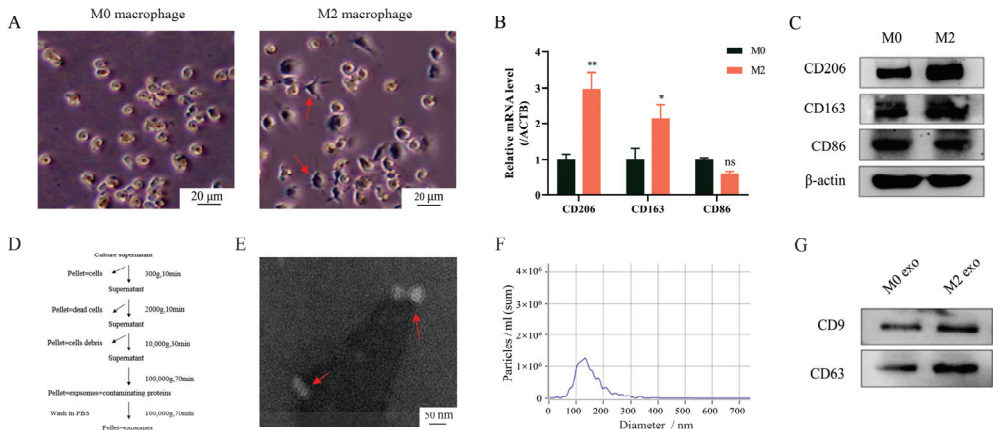 A
M0 macrophage
M2 macrophage
20 μm
20 μm
B
Relative mRNA level
(/ACTB)
4
3
2
1
0
M0
M2
**
*
ns
CD206
CD163
CD86
C
M0
M2
CD206
CD163
CD86
β-actin
D
Culture supernatant
Pellet=cells
300g,10min
Supernatant
Pellet=dead cells
2000g,10min
Supernatant
Pellet=cells debris
10,000g,30min
Supernatant
100,000g,70min
Pellet=expsomes+contaminating proteins
Wash in PBS
100,000g,70min
Pellet=exosomes
E
50 nm
F
Particles / ml (sum)
4×10⁶
3×10⁶
2×10⁶
1×10⁶
0
0 100 200 300 400 500 600 700
Diameter / nm
G
M0 exo
M2 exo
CD9
CD63